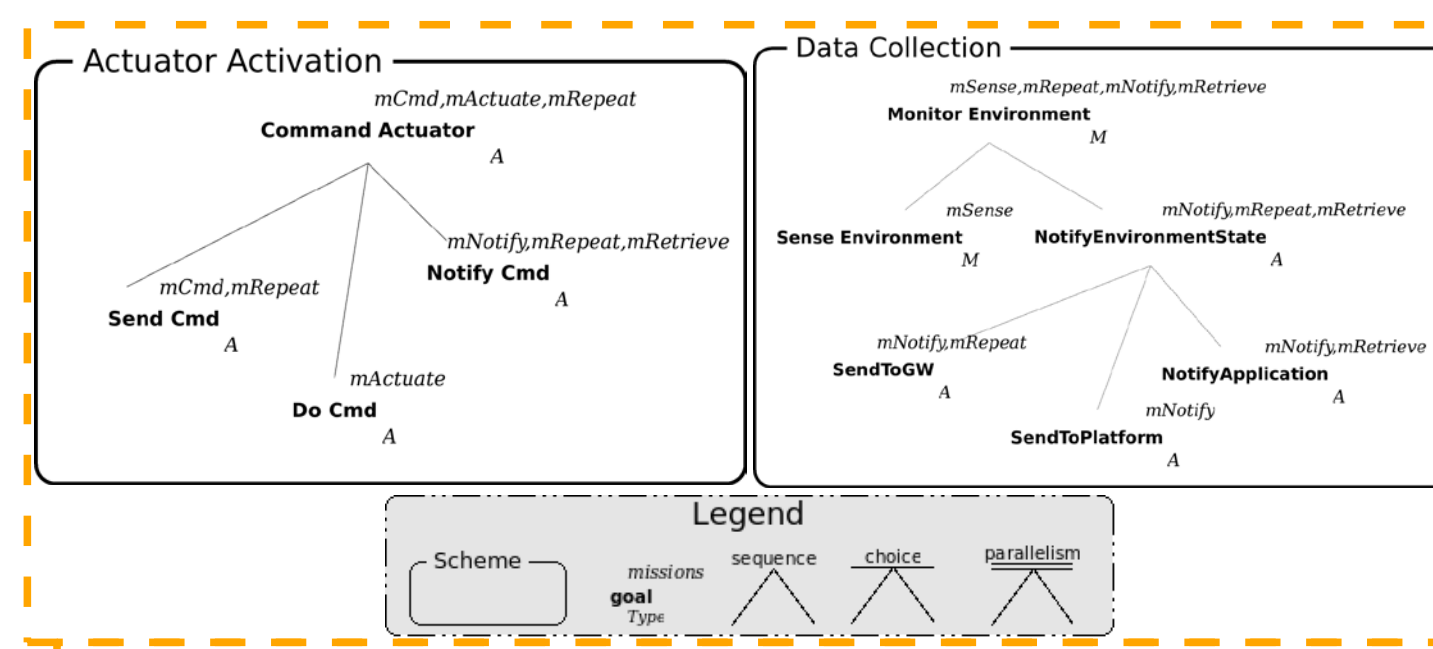 Actuator Activation
mCmd,mActuate,mRepeat
Command Actuator
A
mNotify,mRepeat,mRetrieve
Notify Cmd
A
mCmd,mRepeat
Send Cmd
A
mActuate
Do Cmd
A
Data Collection
mSense,mRepeat,mNotify,mRetrieve
Monitor Environment
M
mSense
Sense Environment
M
mNotify,mRepeat,mRetrieve
NotifyEnvironmentState
A
mNotify,mRepeat
SendToGW
A
mNotify,mRetrieve
NotifyApplication
A
mNotify
SendToPlatform
A
Legend
Scheme
missions
goal
Type
sequence
choice
parallelism